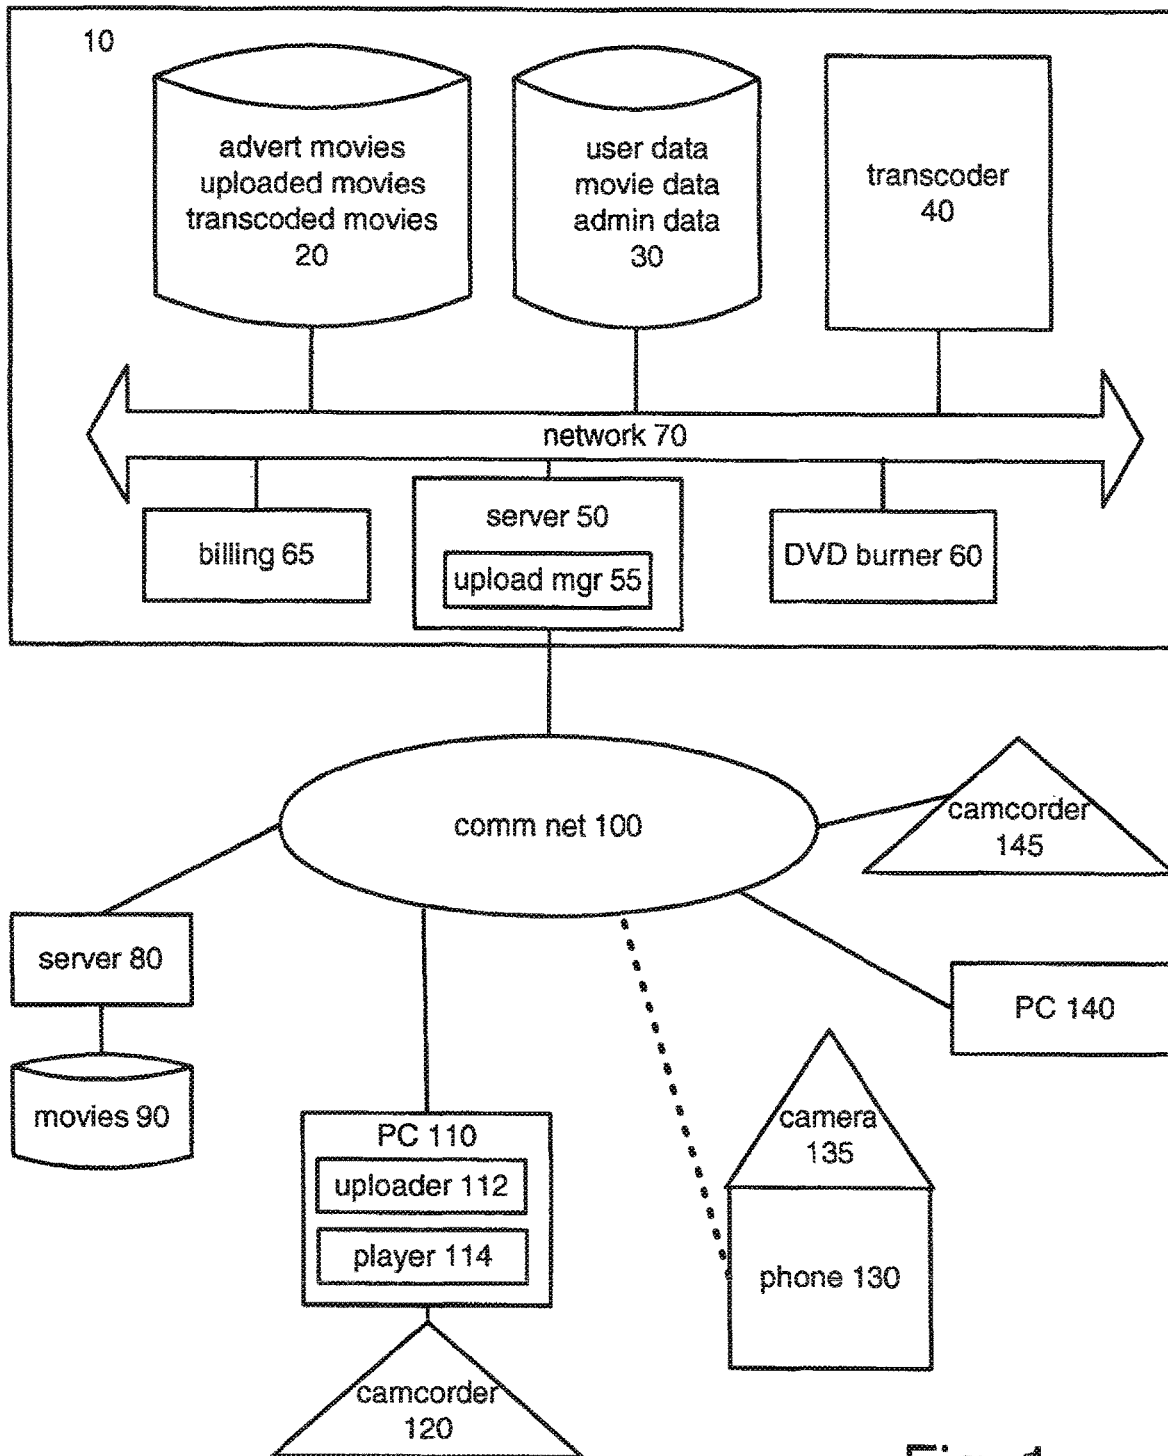 10
advert movies
uploaded movies
transcoded movies
20
user data
movie data
admin data
30
transcoder
40
network 70
billing 65
server 50
upload mgr 55
DVD burner 60
comm net 100
camcorder
145
server 80
PC 140
movies 90
camera
135
PC 110
uploader 112
player 114
phone 130
camcorder
120